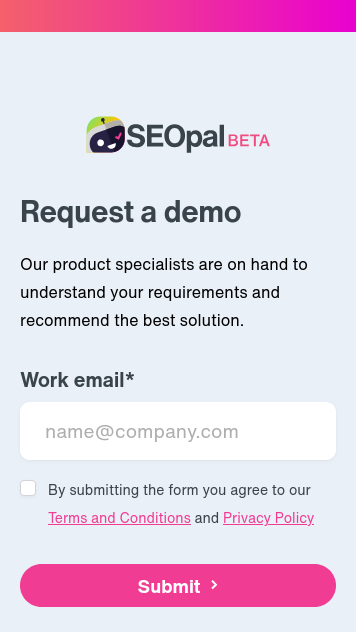 SEOpal BETA
Request a demo
Our product specialists are on hand to
understand your requirements and
recommend the best solution.
Work email*
name@company.com
By submitting the form you agree to our
Terms and Conditions and Privacy Policy
Submit